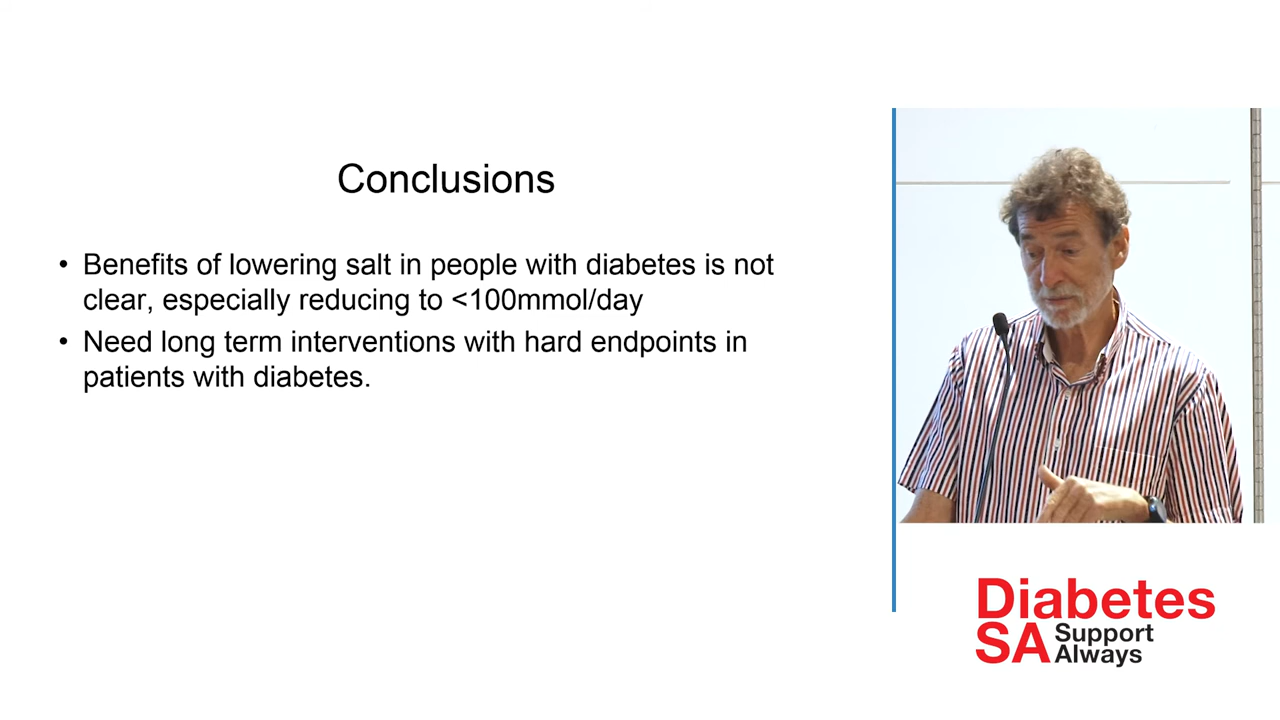 Conclusions
• Benefits of lowering salt in people with diabetes is not
clear, especially reducing to <100mmol/day
• Need long term interventions with hard endpoints in
patients with diabetes.
Diabetes
SA Support
Always